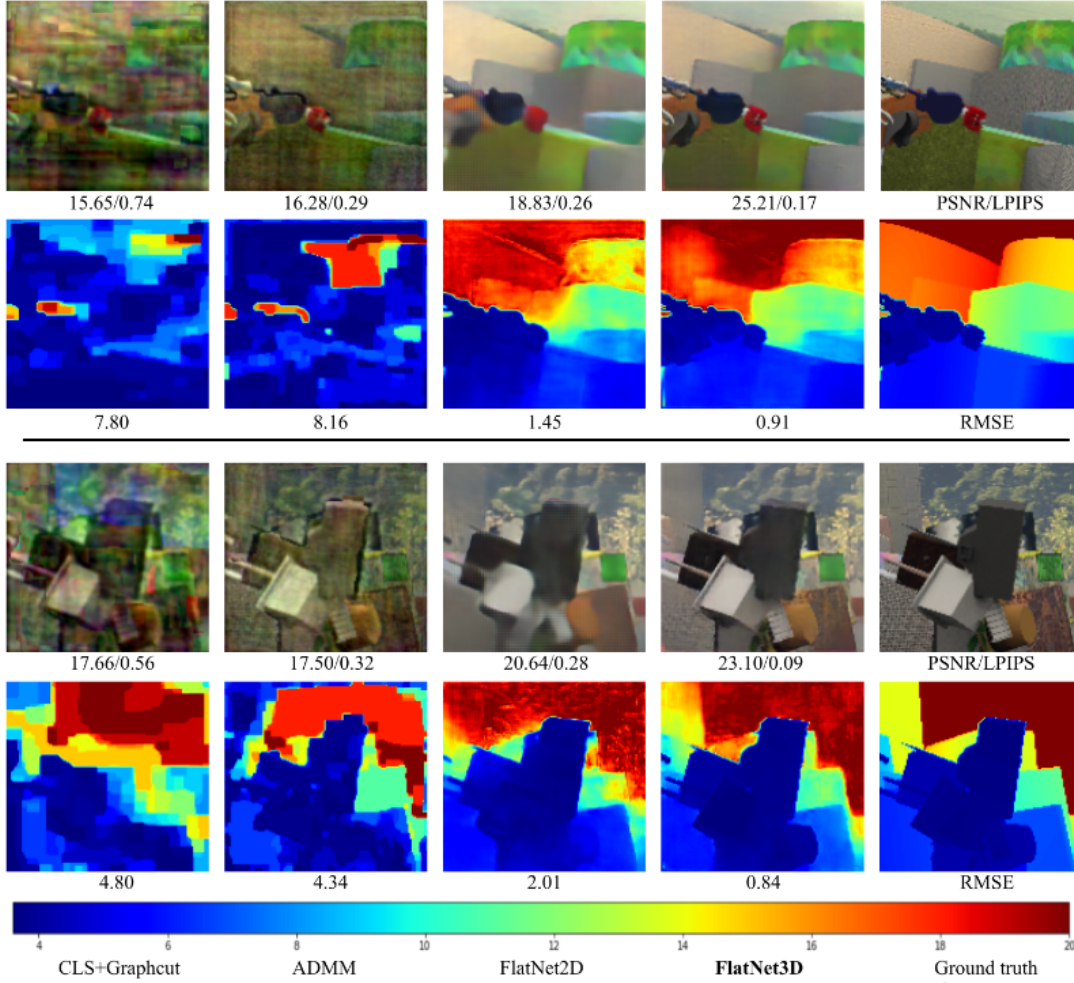 15.65/0.74 16.28/0.29 18.83/0.26 25.21/0.17 PSNR/LPIPS
7.80 8.16 1.45 0.91 RMSE
17.66/0.56 17.50/0.32 20.64/0.28 23.10/0.09 PSNR/LPIPS
4.80 4.34 2.01 0.84 RMSE
4 6 8 10 12 14 16 18 20
CLS+Graphcut ADMM FlatNet2D FlatNet3D Ground truth